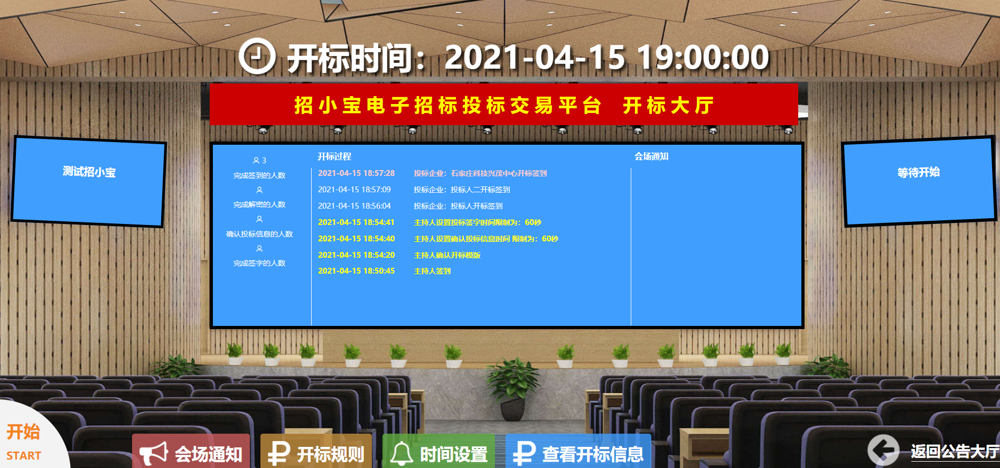 开标时间：2021-04-15 19:00:00
招小宝电子招标投标交易平台 开标大厅
测试招小宝
3
完成签到的人数
完成解密的人数
确认投标信息的人数
完成签字的人数
开标过程
2021-04-15 18:57:28 投标企业：石家庄科技兴茂中心开标签到
2021-04-15 18:57:09 投标企业：投标人二开标签到
2021-04-15 18:56:04 投标企业：投标人开标签到
2021-04-15 18:54:41 主持人设置投标签字时间限制为：60秒
2021-04-15 18:54:40 主持人设置确认投标信息时间 限制为：60秒
2021-04-15 18:54:20 主持人确认开标模版
2021-04-15 18:50:45 主持人签到
会场通知
等待开始
开始
START
会场通知
开标规则
时间设置
查看开标信息
返回公告大厅